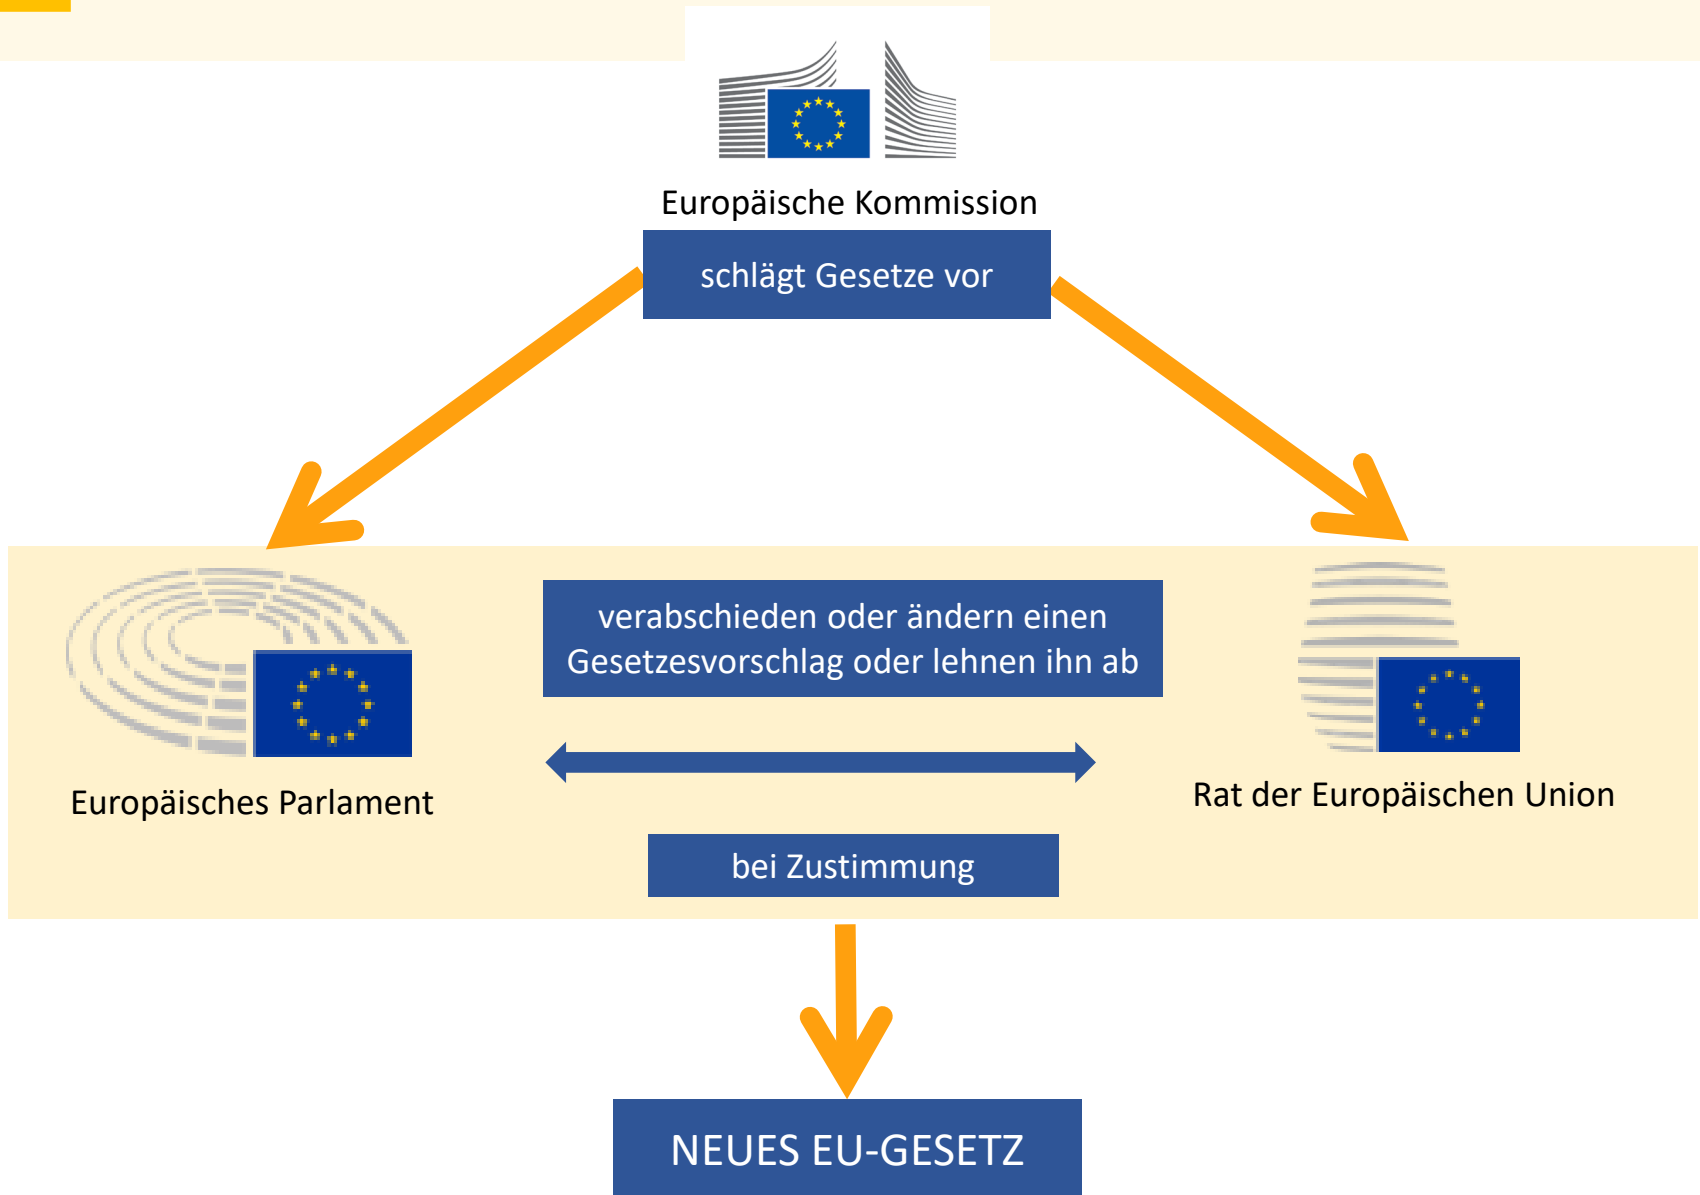 Europäische Kommission
schlägt Gesetze vor
verabschieden oder ändern einen
Gesetzesvorschlag oder lehnen ihn ab
Europäisches Parlament
Rat der Europäischen Union
bei Zustimmung
NEUES EU-GESETZ